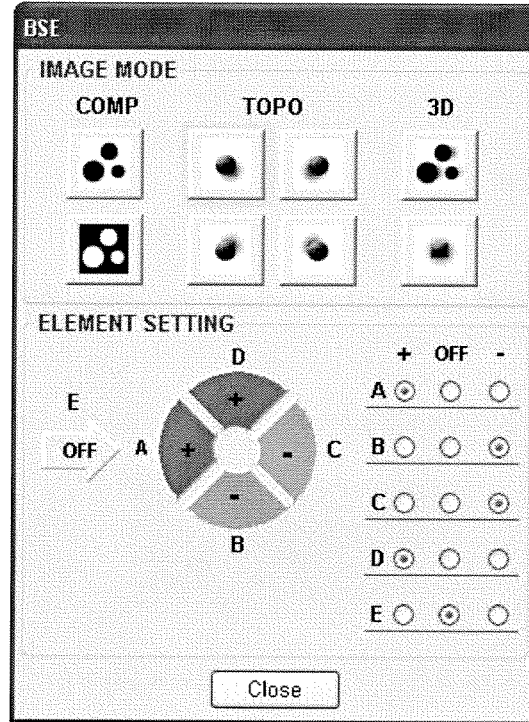 BSE
IMAGE MODE
COMP TOPO 3D
ELEMENT SETTING
+ OFF -
D
E
OFF
A
+
+
-
-
C
B
A
B
C
D
E
Close